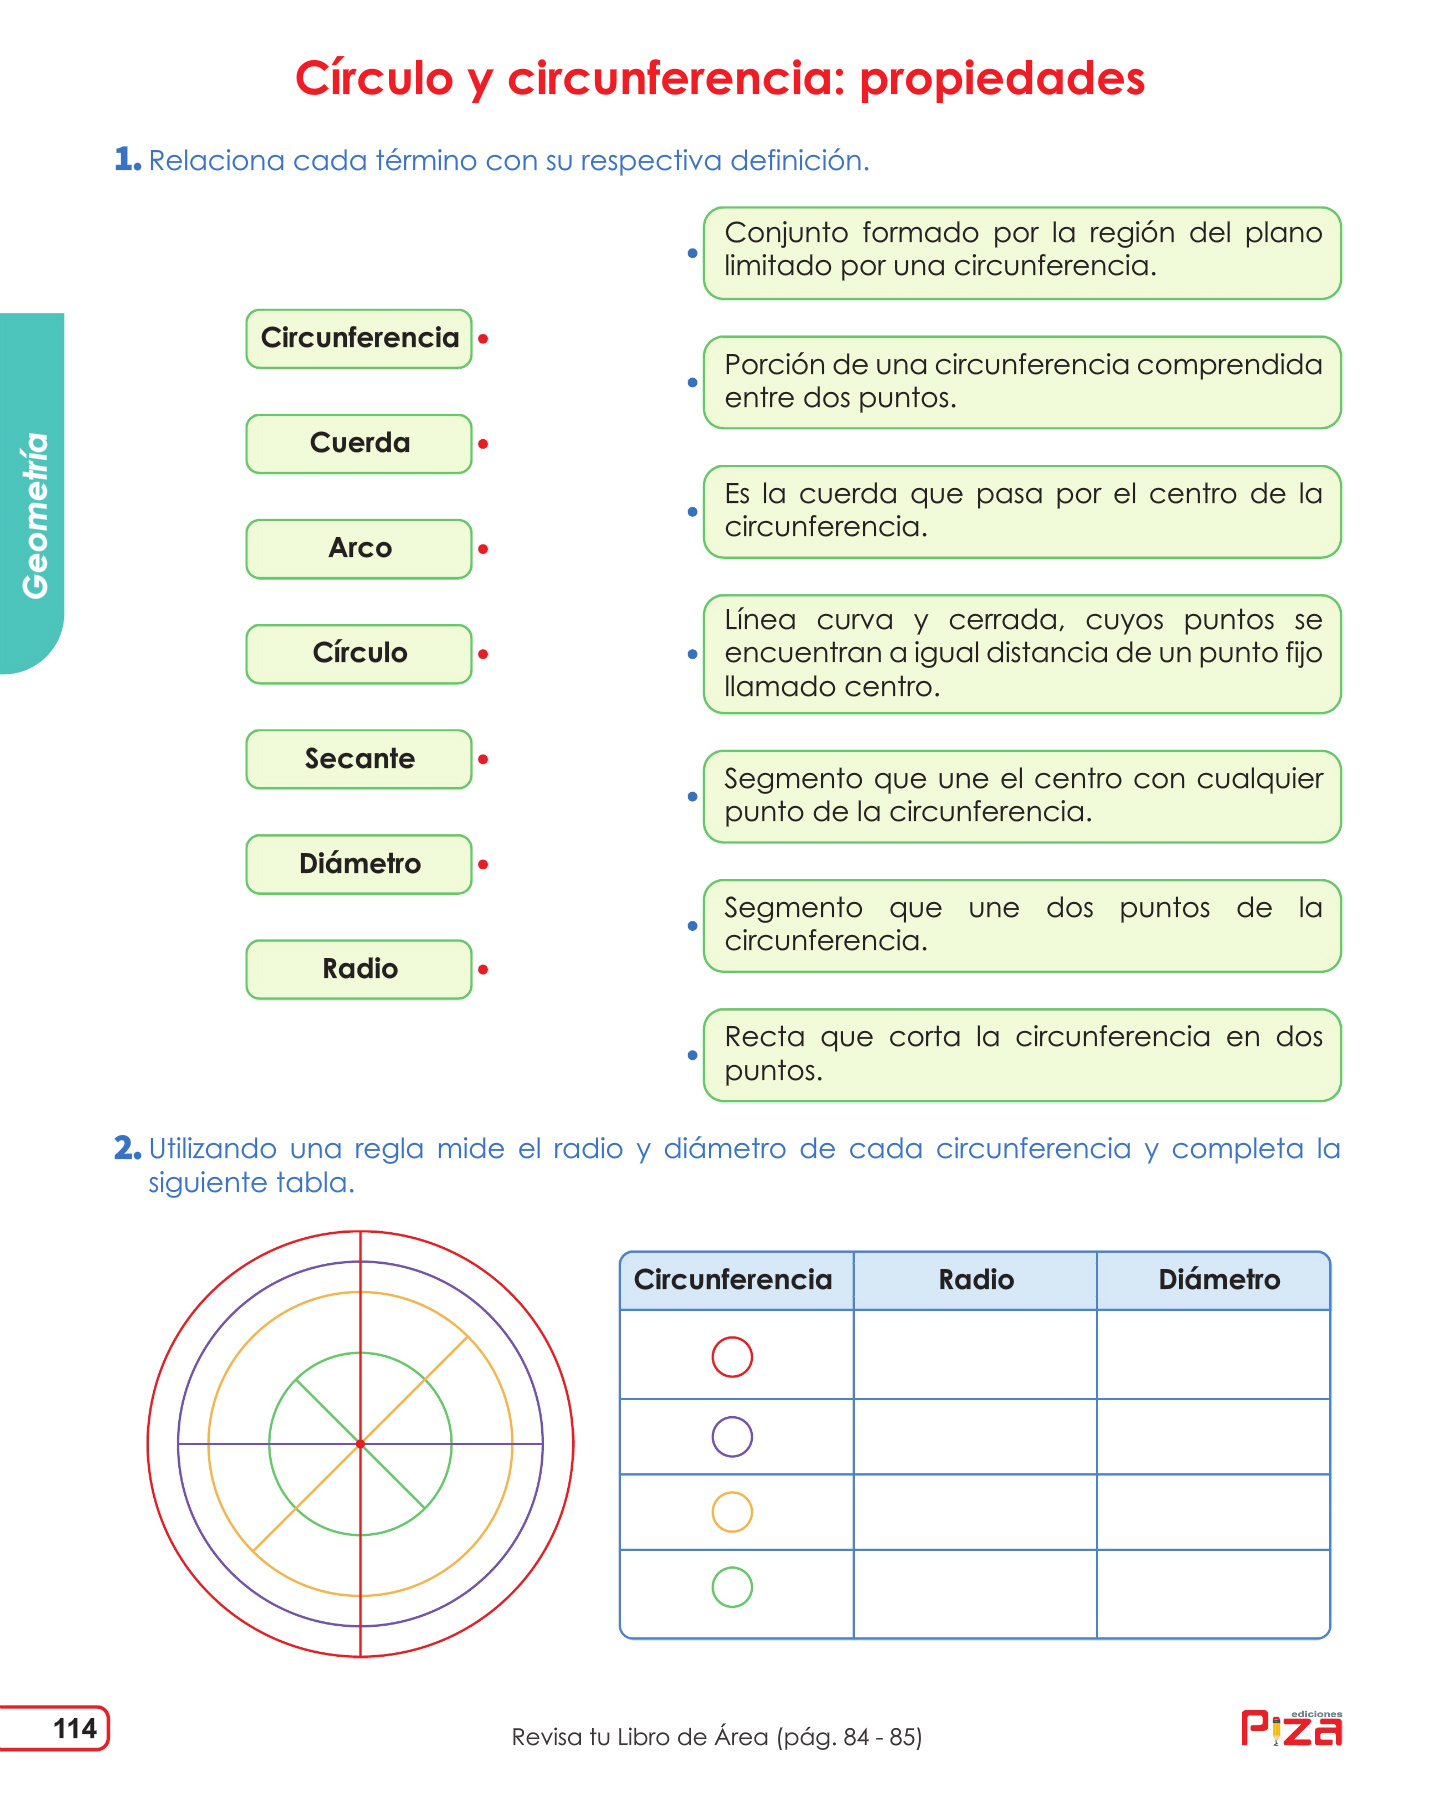 Círculo y circunferencia: propiedades
1. Relaciona cada término con su respectiva definición.
Circunferencia
Cuerda
Arco
Círculo
Secante
Diámetro
Radio
Conjunto formado por la región del plano
limitado por una circunferencia.
Porción de una circunferencia comprendida
entre dos puntos.
Es la cuerda que pasa por el centro de la
circunferencia.
Línea curva y cerrada, cuyos puntos se
encuentran a igual distancia de un punto fijo
llamado centro.
Segmento que une el centro con cualquier
punto de la circunferencia.
Segmento que une dos puntos de la
circunferencia.
Recta que corta la circunferencia en dos
puntos.
Geometría
2. Utilizando una regla mide el radio y diámetro de cada circunferencia y completa la
siguiente tabla.
Circunferencia Radio Diámetro
114
Revisa tu Libro de Área (pág. 84 - 85)
ediciones
Piza